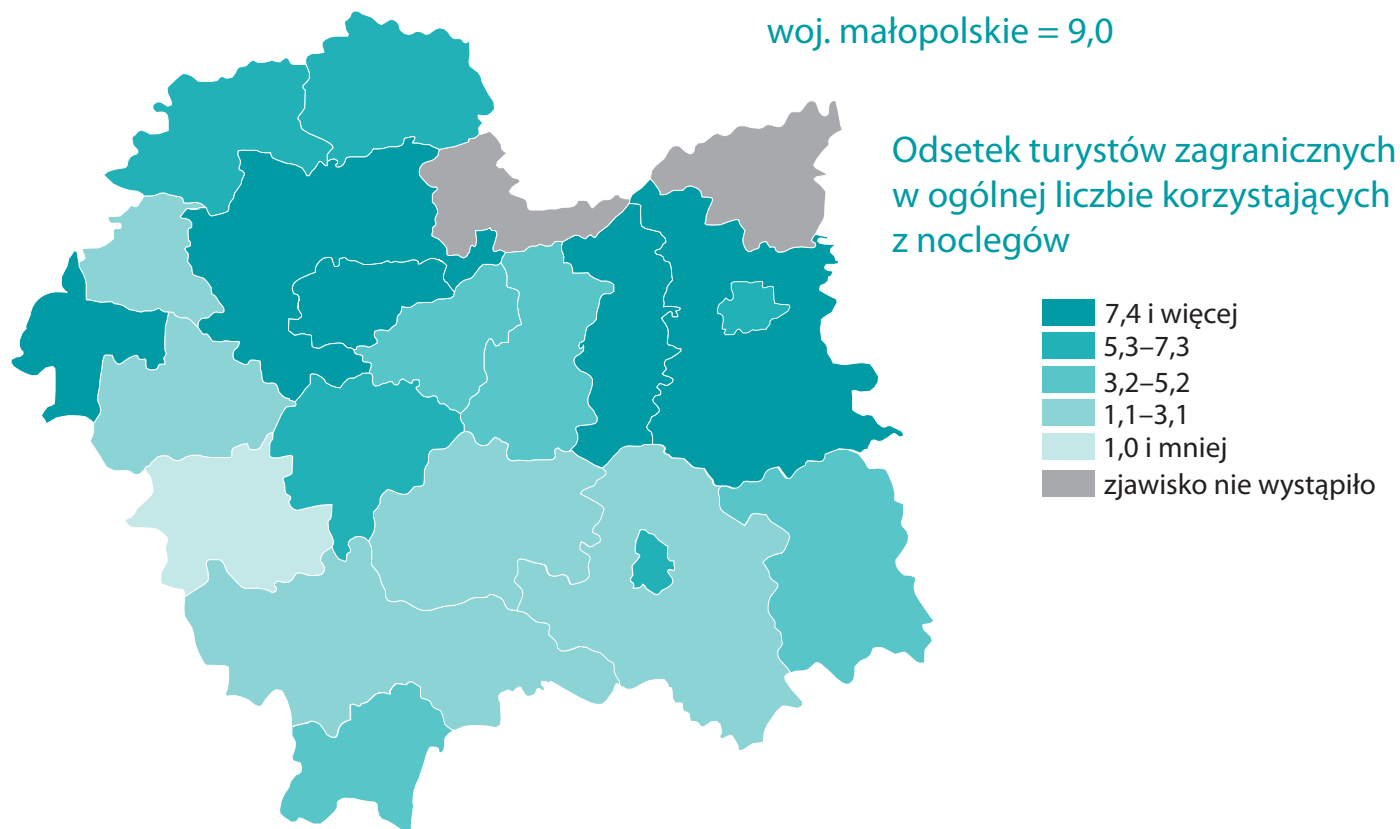 woj. małopolskie = 9,0
Odsetek turystów zagranicznych
w ogólnej liczbie korzystających
z noclegów
7,4 i więcej
5,3–7,3
3,2–5,2
1,1–3,1
1,0 i mniej
zjawisko nie wystąpiło